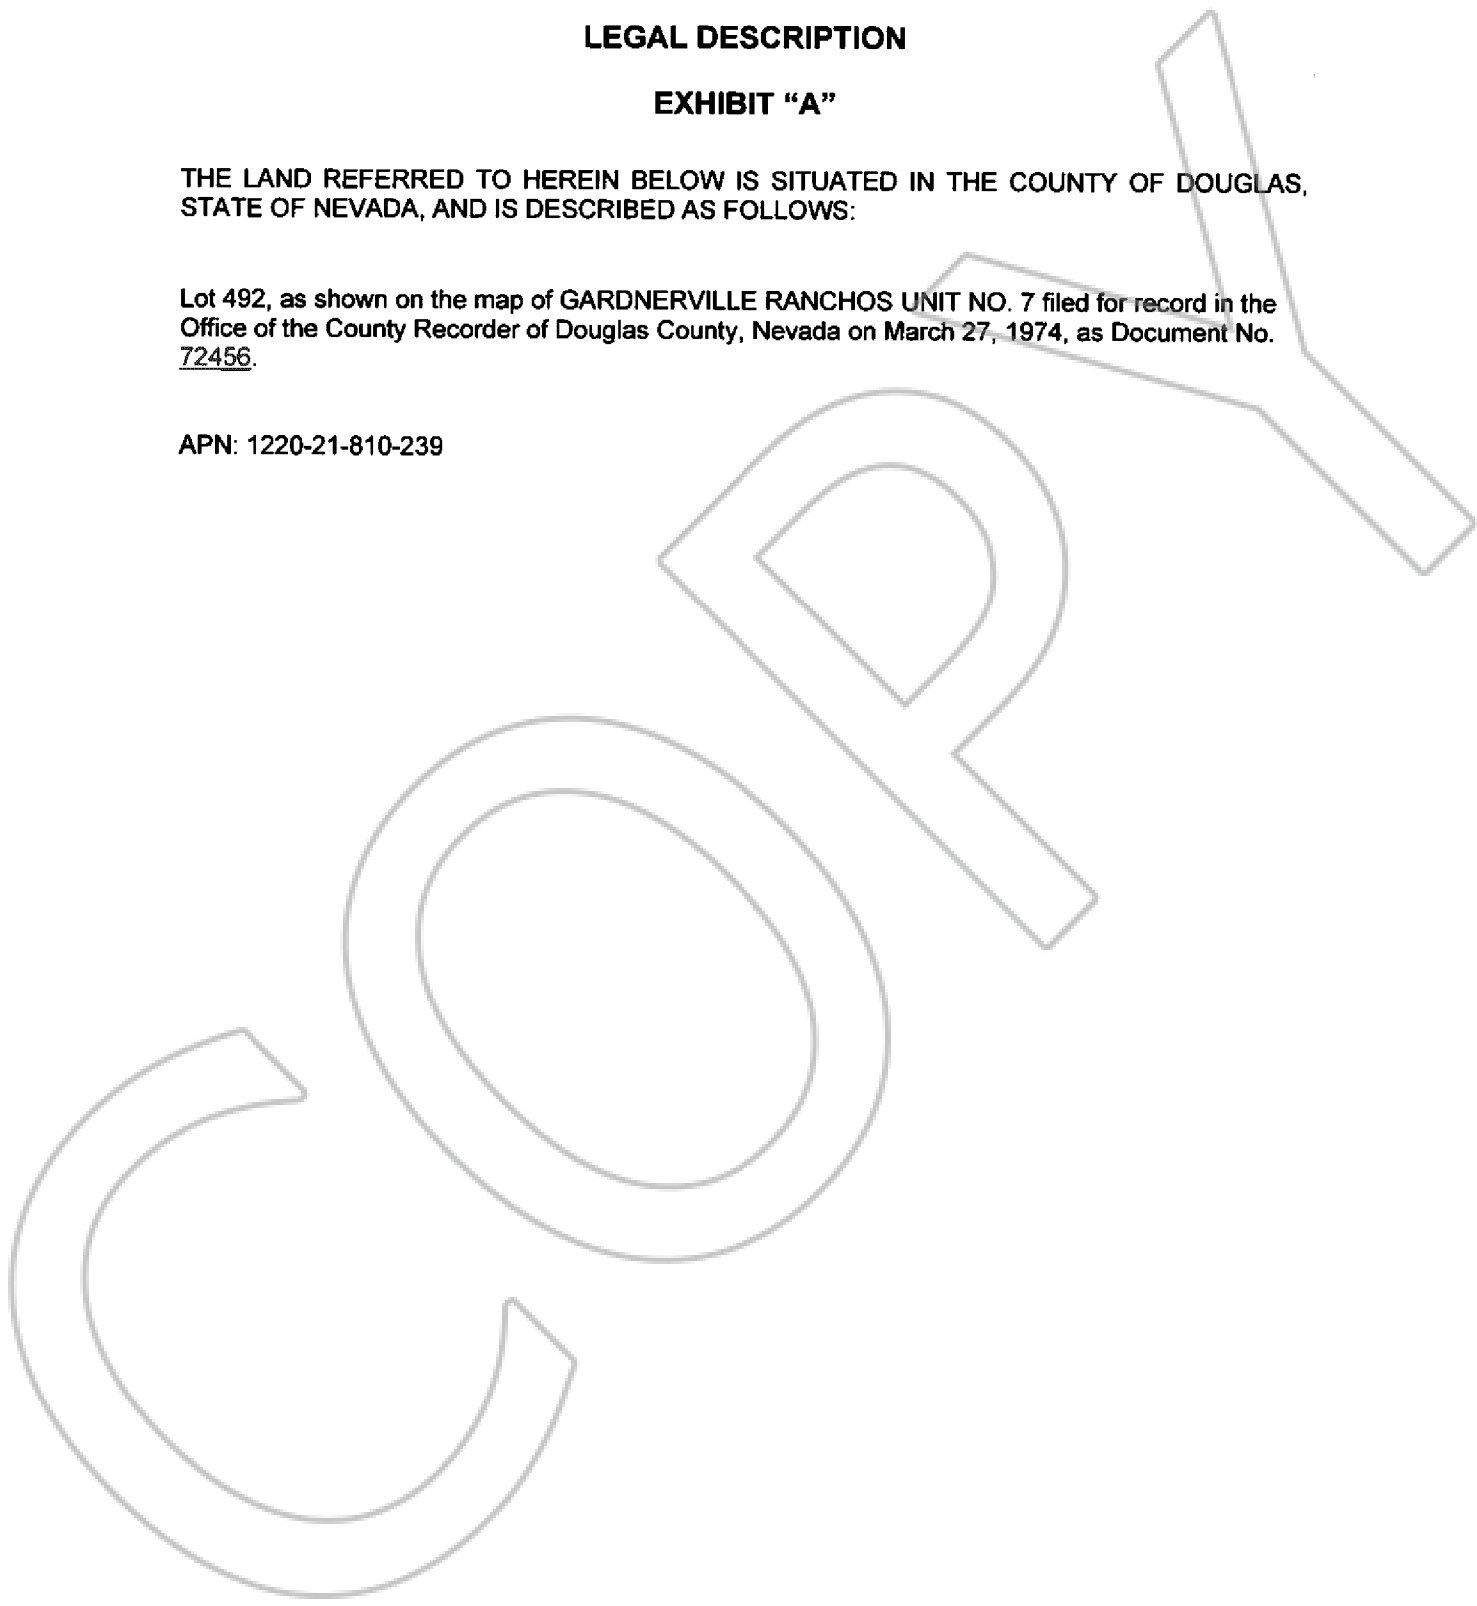 LEGAL DESCRIPTION
EXHIBIT “A”
THE LAND REFERRED TO HEREIN BELOW IS SITUATED IN THE COUNTY OF DOUGLAS,
STATE OF NEVADA, AND IS DESCRIBED AS FOLLOWS:
Lot 492, as shown on the map of GARDNERVILLE RANCHOS UNIT NO. 7 filed for record in the
Office of the County Recorder of Douglas County, Nevada on March 27, 1974, as Document No.
72456.
APN: 1220-21-810-239
COPY